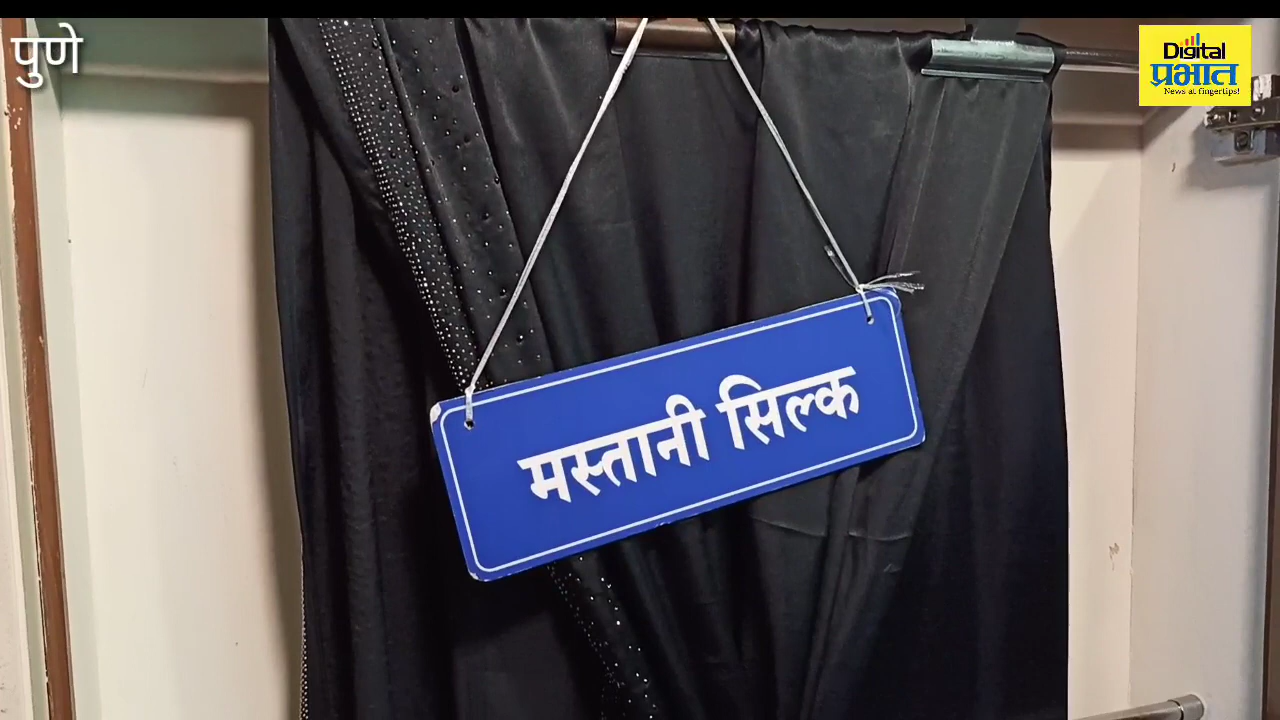 पुणे
Digital
प्रभात
News at fingertips!
मस्तानी सिल्क